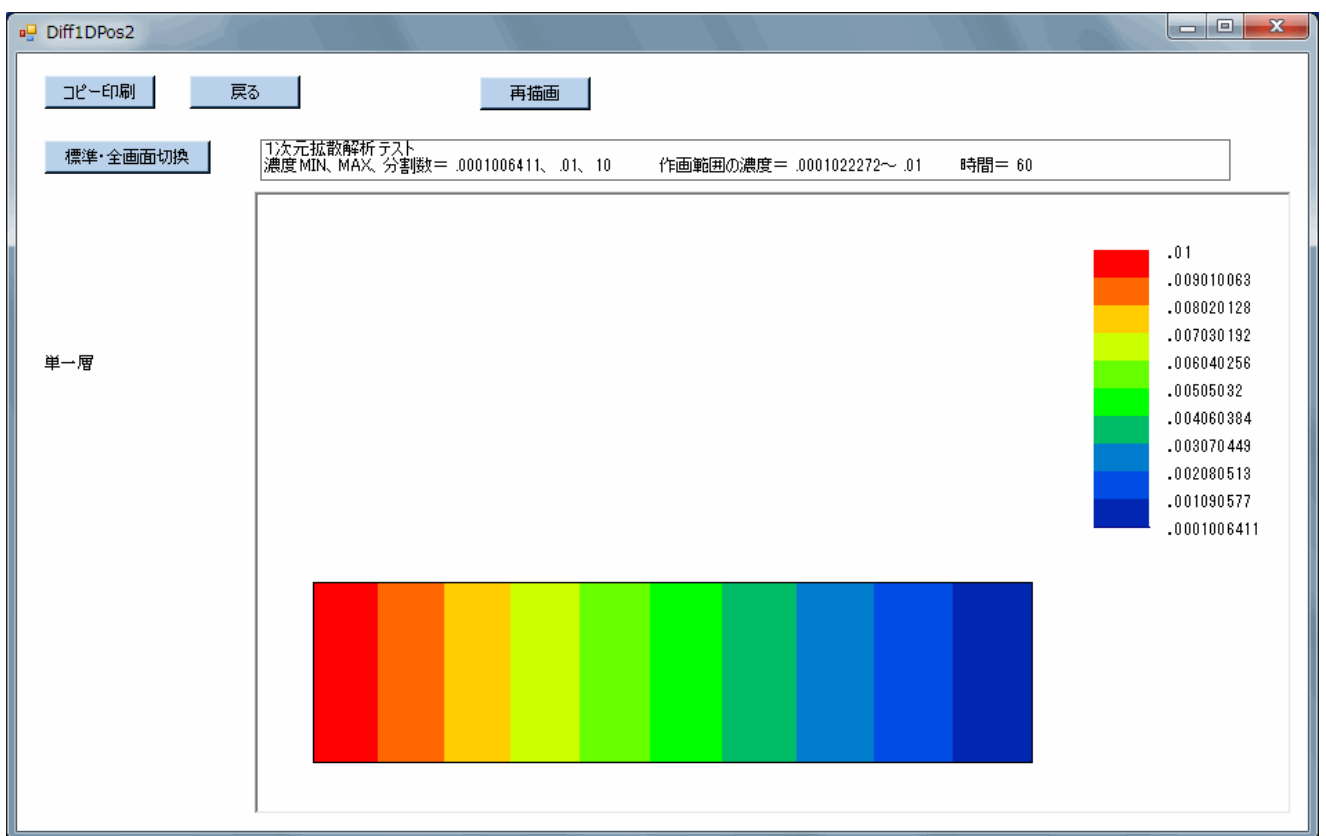 Diff1DPos2
コピー印刷
戻る
再描画
標準・全画面切換
1次元拡散解析 テスト
濃度MIN、MAX、分割数＝ .0001006411、 .01、 10 作画範囲の濃度＝ .0001022272～ .01 時間＝ 60
単一層
.01
.009010063
.008020128
.007030192
.006040256
.00505032
.004060384
.003070449
.002080513
.001090577
.0001006411